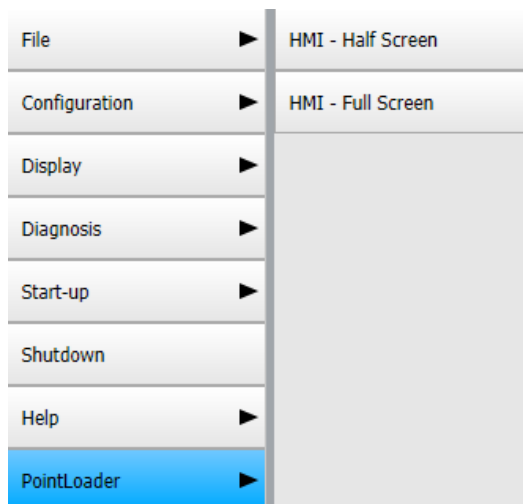 File
Configuration
Display
Diagnosis
Start-up
Shutdown
Help
PointLoader
HMI - Half Screen
HMI - Full Screen